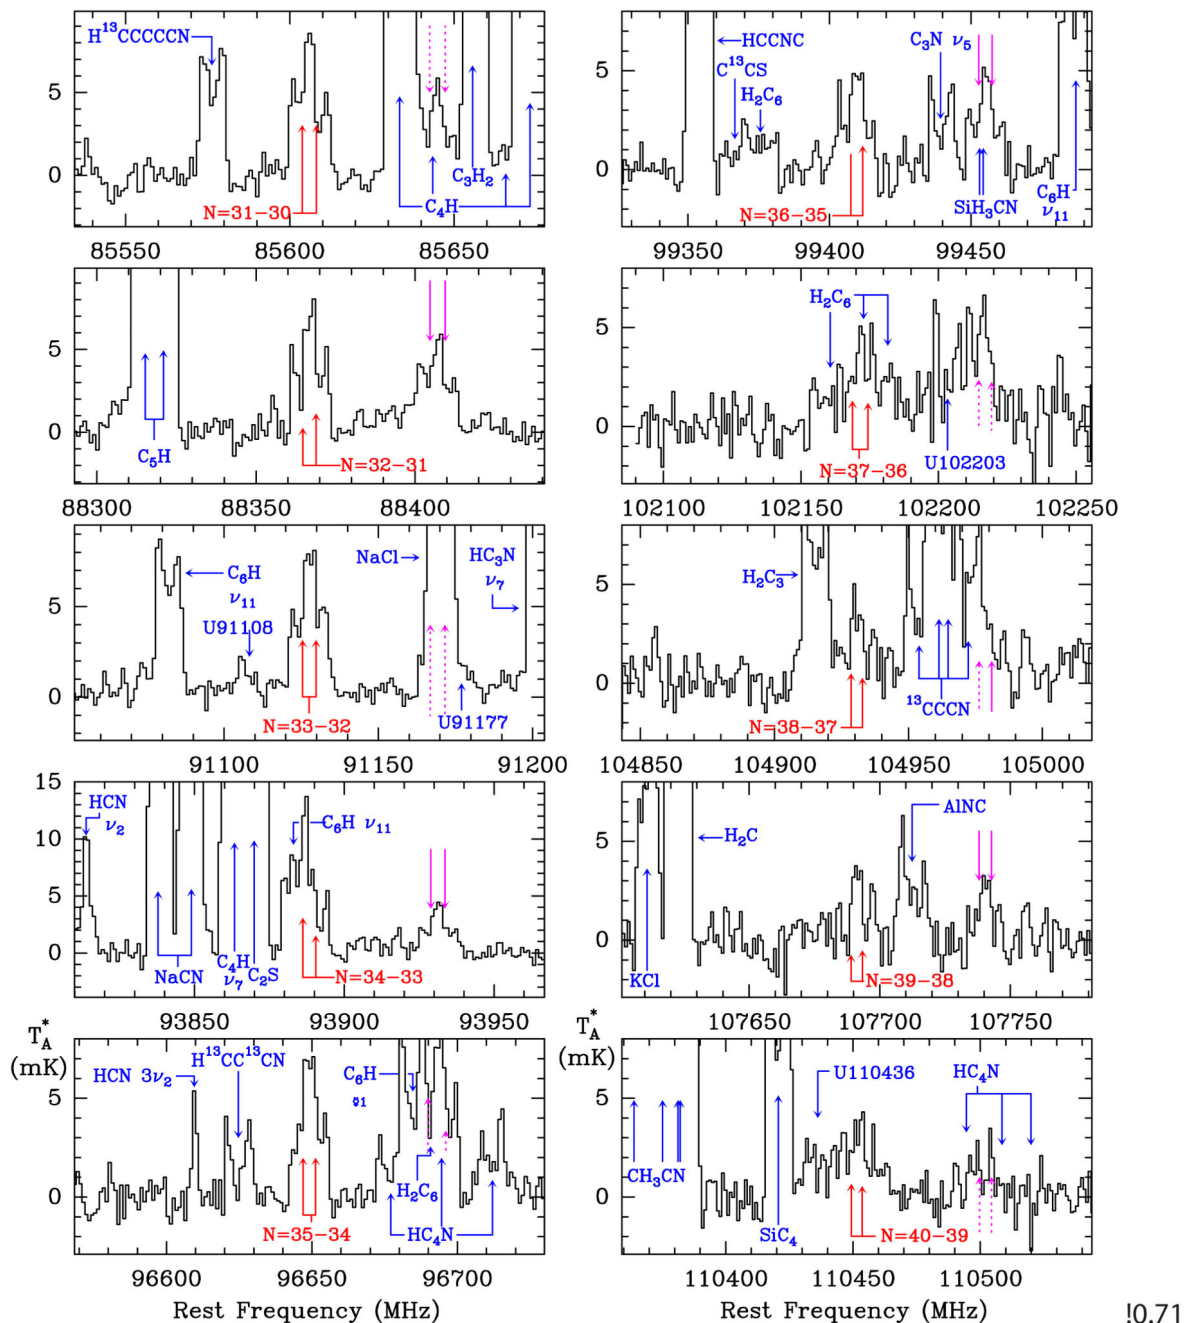 H¹³CCCCCN
5
0
N=31−30
C₄H
C₃H₂
85550 85600 85650
HCCNC
C¹³CS
H₂C₆
C₃N ν₅
5
0
N=36−35
SiH₃CN
C₆H
ν₁₁
99350 99400 99450
5
0
C₅H
N=32−31
88300 88350 88400
H₂C₆
5
0
N=37−36
U102203
102100 102150 102200 102250
C₆H
ν₁₁
U91108
NaCl
HC₃N
ν₇
5
0
N=33−32
U91177
91100 91150 91200
H₂C₃
5
0
N=38−37
¹³CCCN
104850 104900 104950 105000
15
10
5
0
HCN
ν₂
C₆H ν₁₁
NaCN
C₄H
ν₇
C₂S
N=34−33
93850 93900 93950
AlNC
H₂C
5
0
KCl
N=39−38
107650 107700 107750
T*A
(mK)
HCN 3ν₂
H¹³CC¹³CN
C₆H
5
0
N=35−34
H₂C₆
HC₄N
96600 96650 96700
Rest Frequency (MHz)
T*A
(mK)
U110436
HC₄N
5
0
CH₃CN
SiC₄
N=40−39
110400 110450 110500
Rest Frequency (MHz)
!0.71